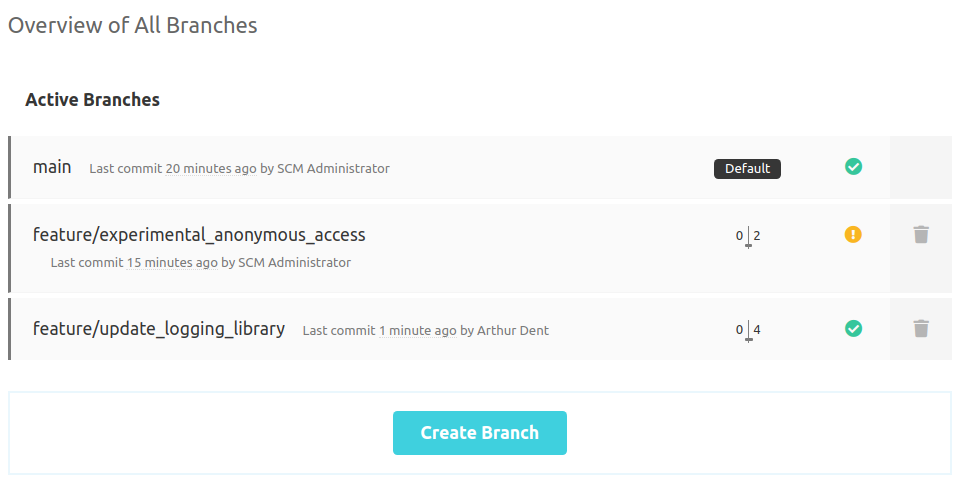 Overview of All Branches
Active Branches
main Last commit 20 minutes ago by SCM Administrator Default
feature/experimental_anonymous_access 0 2
Last commit 15 minutes ago by SCM Administrator
feature/update_logging_library Last commit 1 minute ago by Arthur Dent 0 4
Create Branch